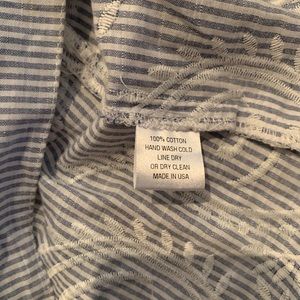 100% COTTON
HAND WASH COLD
LINE DRY
OR DRY CLEAN
MADE IN USA